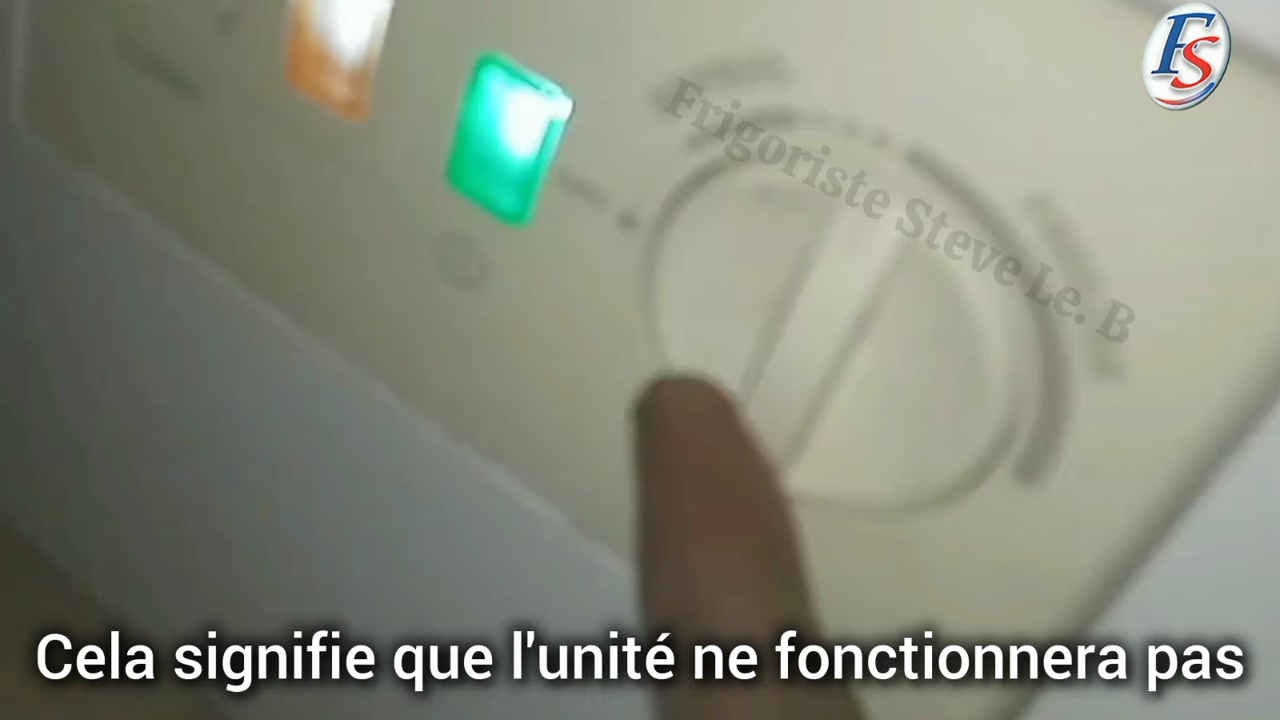 FS
Frigoriste Steve Le. B
Cela signifie que l'unité ne fonctionnera pas